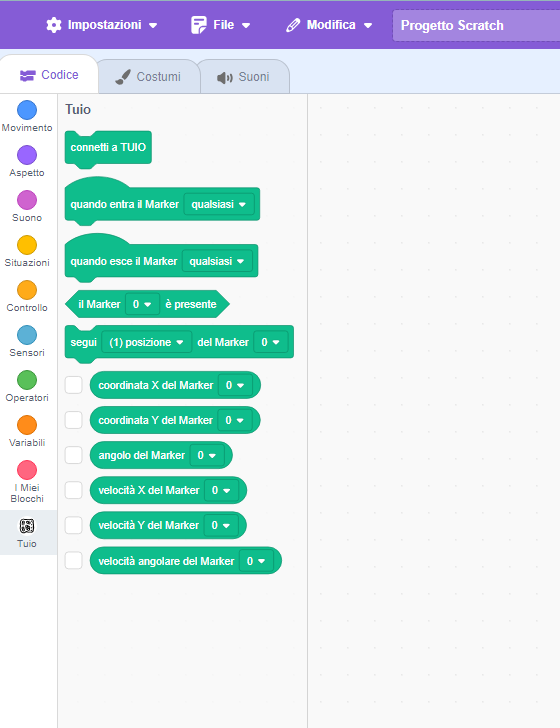 Impostazioni File Modifica Progetto Scratch
Codice Costumi Suoni
Movimento
Aspetto
Suono
Situazioni
Controllo
Sensori
Operatori
Variabili
I Miei
Blocchi
Tuio
Tuio
connetti a TUIO
quando entra il Marker qualsiasi
quando esce il Marker qualsiasi
il Marker 0 è presente
segui (1) posizione del Marker 0
coordinata X del Marker 0
coordinata Y del Marker 0
angolo del Marker 0
velocità X del Marker 0
velocità Y del Marker 0
velocità angolare del Marker 0